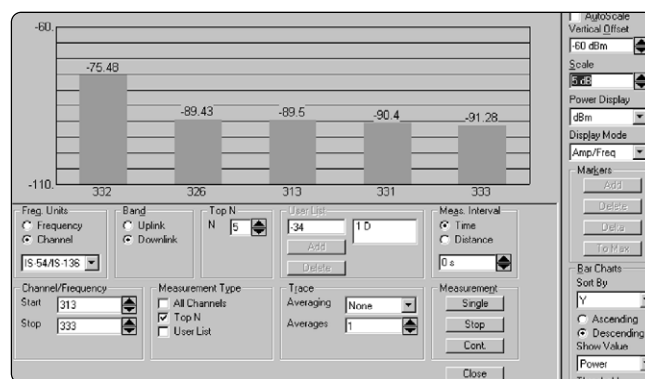 -60.
-75.48
-89.43
-89.5
-90.4
-91.28
-110.
332 326 313 331 333
Freq. Units
Frequency
Channel
IS-54/IS-136
Band
Uplink
Downlink
Top N
N 5
User List
-34
1 D
Add
Delete
Meas. Interval
Time
Distance
0 s
Channel/Frequency
Start 313
Stop 333
Measurement Type
All Channels
Top N
User List
Trace
Averaging None
Averages 1
Measurement
Single
Stop
Cont.
Close
AutoScale
Vertical Offset
-60 dBm
Scale
5 dB
Power Display
dBm
Display Mode
Amp/Freq
Markers
Add
Delete
Delta
To Max
Bar Charts
Sort By
Y
Ascending
Descending
Show Value
Power